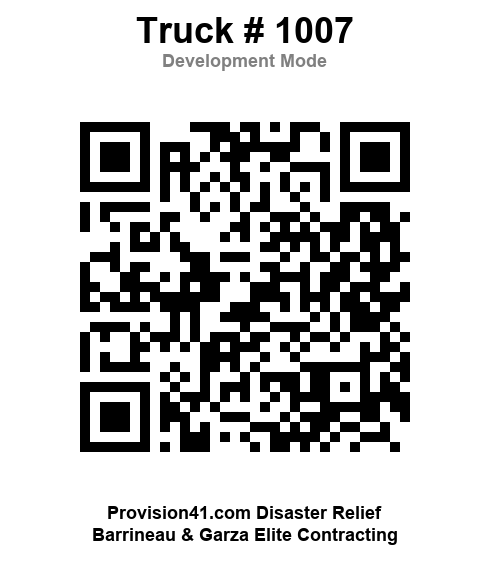 Truck # 1007
Development Mode
Provision41.com Disaster Relief
Barrineau & Garza Elite Contracting